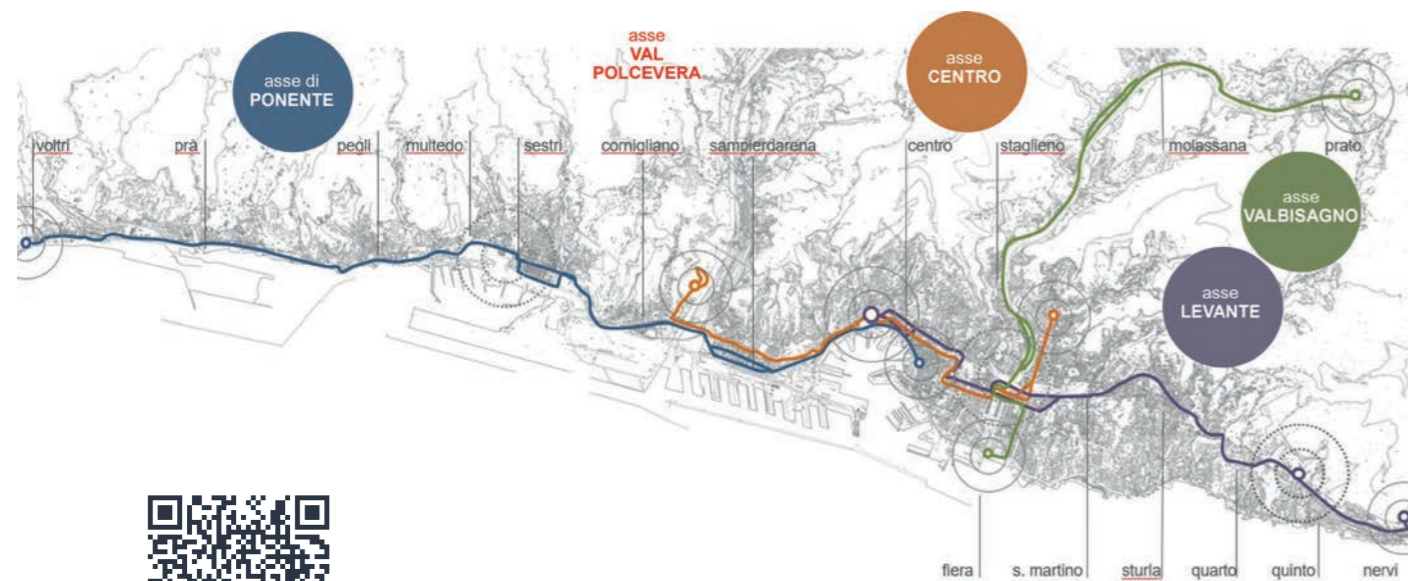 asse di
PONENTE
asse
VAL
POLCEVERA
asse
CENTRO
voltri
prà
pegli
multedo
sestri
cornigliano
sampierdarena
centro
staglieno
molassana
prato
asse
VALBISAGNO
asse
LEVANTE
fiera
s. martino
sturla
quarto
quinto
nervi